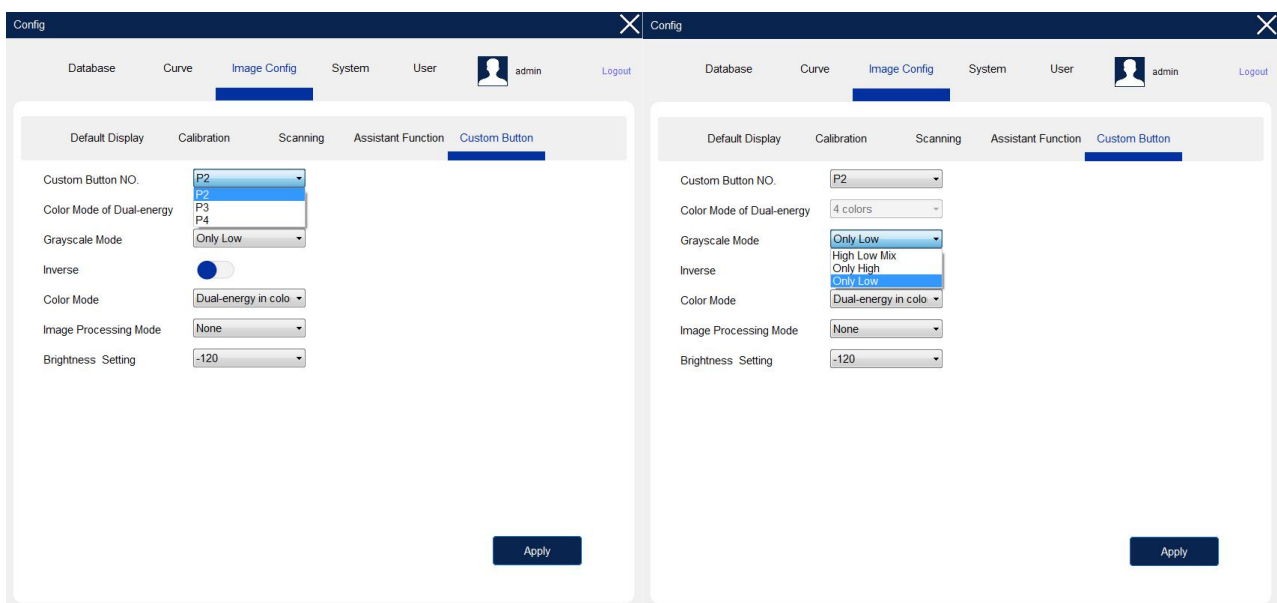 Config
Database Curve Image Config System User admin Logout
Default Display Calibration Scanning Assistant Function Custom Button
Custom Button NO. P2
P2
Color Mode of Dual-energy P3
P4
Grayscale Mode Only Low
Inverse
Color Mode Dual-energy in colo
Image Processing Mode None
Brightness Setting -120
Apply
Config
Database Curve Image Config System User admin Logout
Default Display Calibration Scanning Assistant Function Custom Button
Custom Button NO. P2
Color Mode of Dual-energy 4 colors
Grayscale Mode Only Low
High Low Mix
Inverse Only High
Only Low
Color Mode Dual-energy in colo
Image Processing Mode None
Brightness Setting -120
Apply